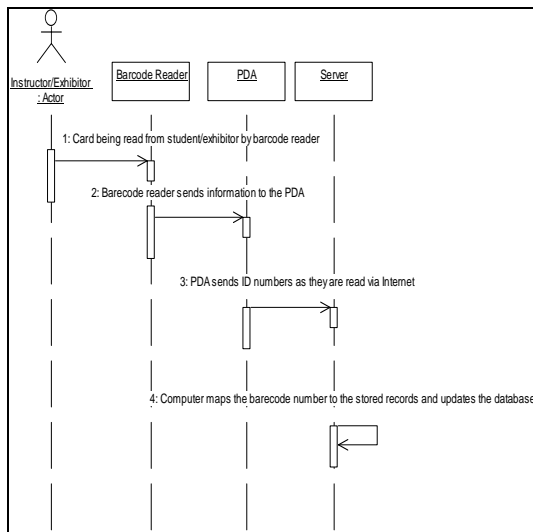 Instructor/Exhibitor
: Actor
Barcode Reader
PDA
Server
1: Card being read from student/exhibitor by barcode reader
2: Barecode reader sends information to the PDA
3: PDA sends ID numbers as they are read via Internet
4: Computer maps the barecode number to the stored records and updates the database